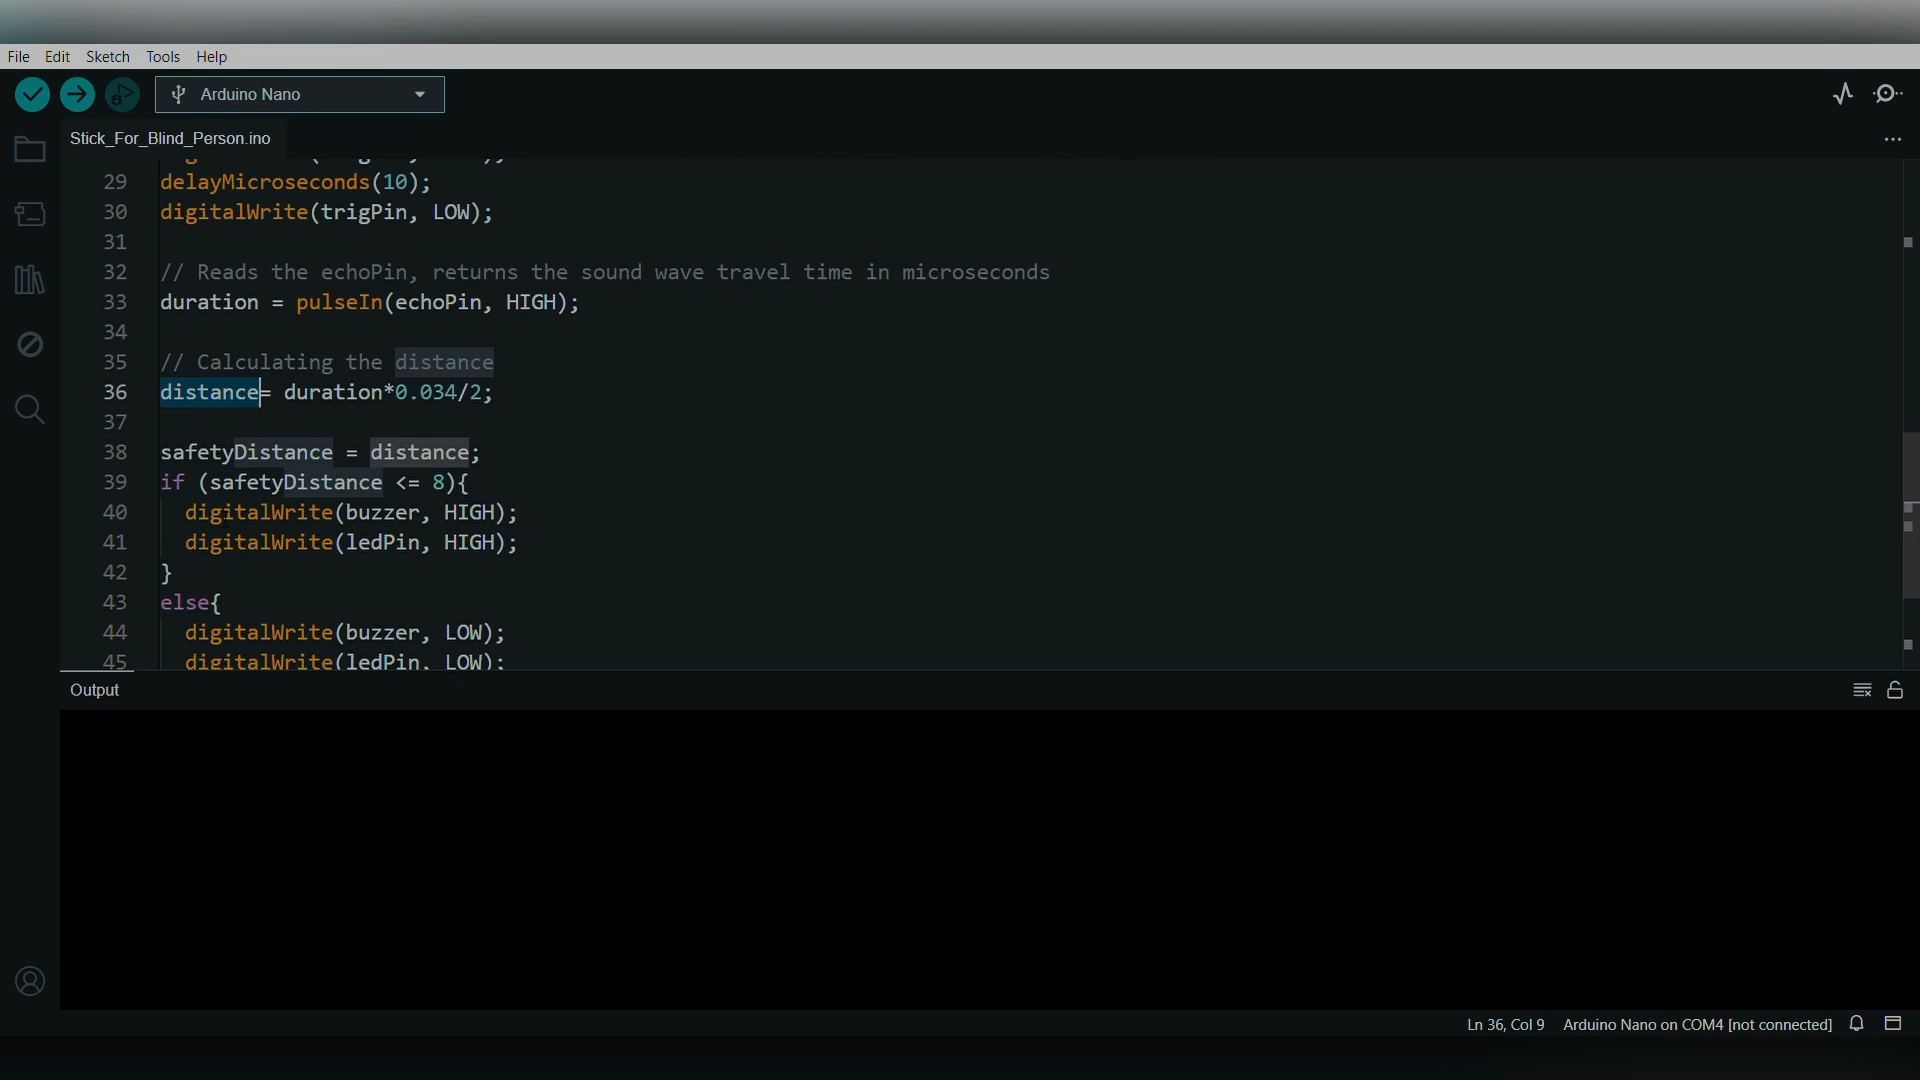 File Edit Sketch Tools Help
Arduino Nano
Stick_For_Blind_Person.ino
29 delayMicroseconds(10);
30 digitalWrite(trigPin, LOW);
31
32 // Reads the echoPin, returns the sound wave travel time in microseconds
33 duration = pulseIn(echoPin, HIGH);
34
35 // Calculating the distance
36 distance= duration*0.034/2;
37
38 safetyDistance = distance;
39 if (safetyDistance <= 8){
40 digitalWrite(buzzer, HIGH);
41 digitalWrite(ledPin, HIGH);
42 }
43 else{
44 digitalWrite(buzzer, LOW);
45 digitalWrite(ledPin, LOW);
Output
Ln 36, Col 9 Arduino Nano on COM4 [not connected]